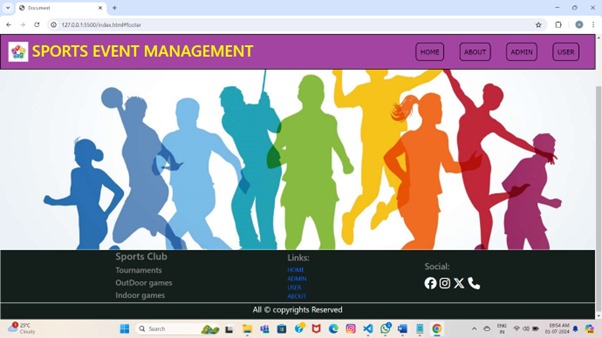 Document
127.0.0.1:5500/index.html#footer
SPORTS EVENT MANAGEMENT
HOME
ABOUT
ADMIN
USER
Sports Club
Tournaments
OutDoor games
Indoor games
Links:
HOME
ADMIN
USER
ABOUT
Social:
All © copyrights Reserved
25°C
Cloudy
Search
ENG
IN
09:54 AM
01-07-2024